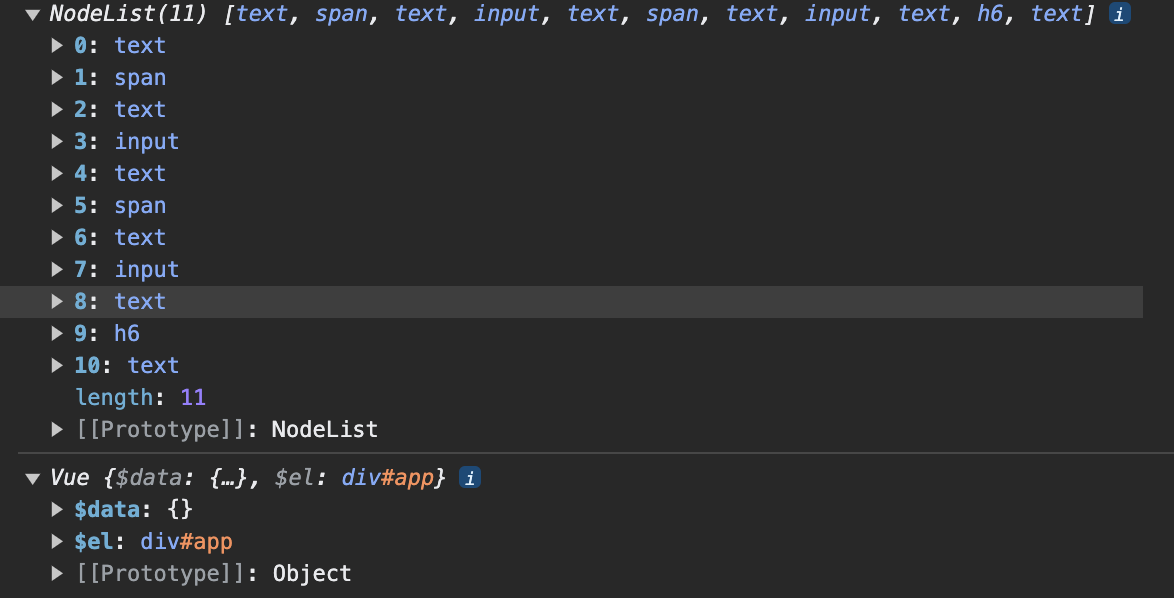 ▼ NodeList(11) [text, span, text, input, text, span, text, input, text, h6, text] i
▶ 0: text
▶ 1: span
▶ 2: text
▶ 3: input
▶ 4: text
▶ 5: span
▶ 6: text
▶ 7: input
▶ 8: text
▶ 9: h6
▶ 10: text
length: 11
▶ [[Prototype]]: NodeList
▼ Vue {$data: {…}, $el: div#app} i
▶ $data: {}
▶ $el: div#app
▶ [[Prototype]]: Object